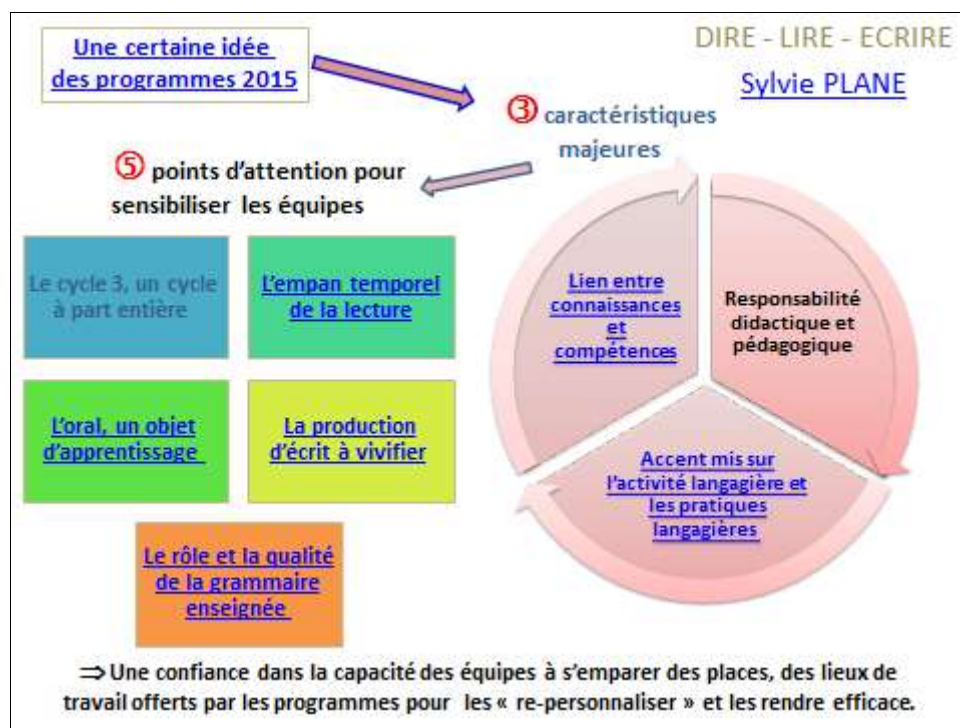 Une certaine idée
des programmes 2015
DIRE - LIRE - ECRIRE
Sylvie PLANE
③ caractéristiques
majeures
⑤ points d'attention pour
sensibiliser les équipes
Le cycle 3, un cycle
à part entière
L'empan temporel
de la lecture
L'oral, un objet
d'apprentissage
La production
d'écrit à vivifier
Le rôle et la qualité
de la grammaire
enseignée
Lien entre
connaissances
et
compétences
Responsabilité
didactique et
pédagogique
Accent mis sur
l'activité langagière et
les pratiques
langagières
⇒ Une confiance dans la capacité des équipes à s'emparer des places, des lieux de
travail offerts par les programmes pour les « re-personnaliser » et les rendre efficace.